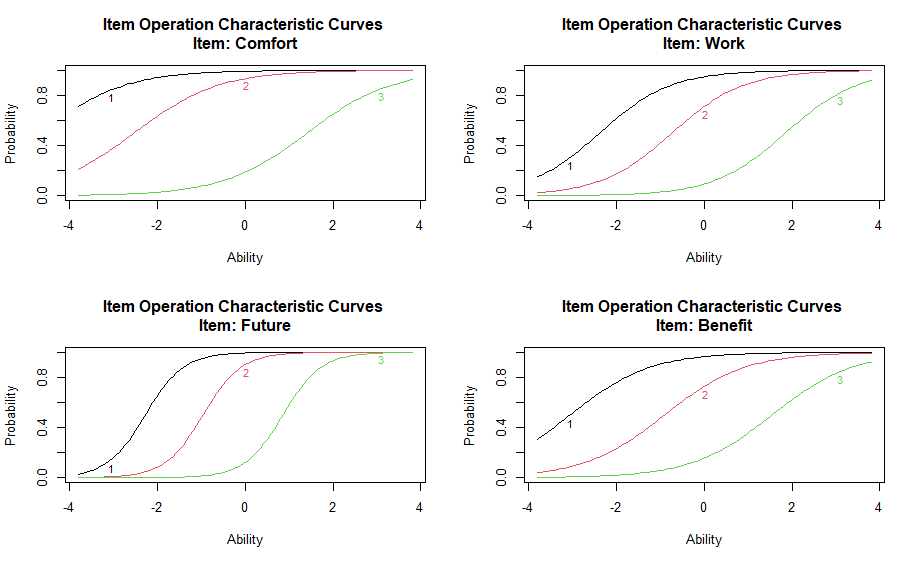 Item Operation Characteristic Curves
Item: Comfort
Probability
0.0
0.4
0.8
1
2
3
-4
-2
0
2
4
Ability
Item Operation Characteristic Curves
Item: Work
Probability
0.0
0.4
0.8
1
2
3
-4
-2
0
2
4
Ability
Item Operation Characteristic Curves
Item: Future
Probability
0.0
0.4
0.8
1
2
3
-4
-2
0
2
4
Ability
Item Operation Characteristic Curves
Item: Benefit
Probability
0.0
0.4
0.8
1
2
3
-4
-2
0
2
4
Ability